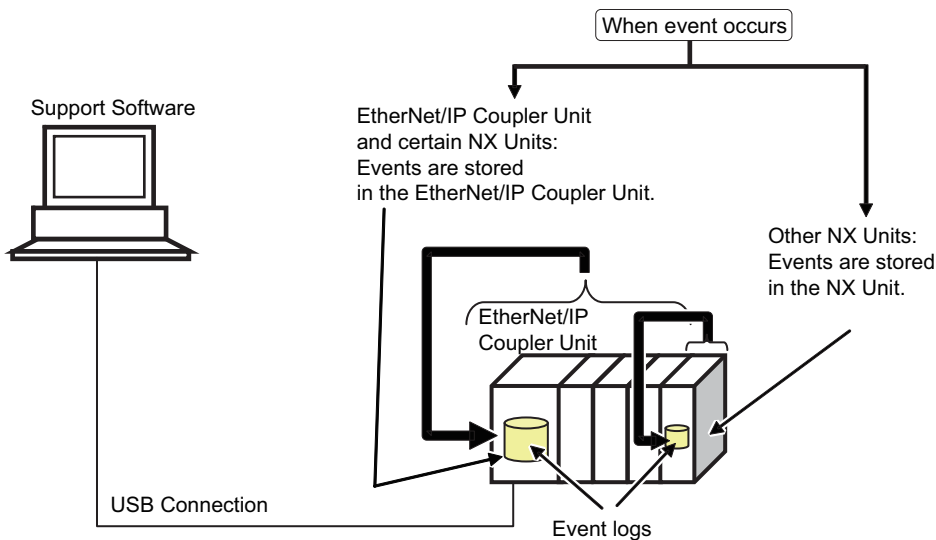 When event occurs
Support Software
EtherNet/IP Coupler Unit
and certain NX Units:
Events are stored
in the EtherNet/IP Coupler Unit.
Other NX Units:
Events are stored
in the NX Unit.
EtherNet/IP
Coupler Unit
USB Connection
Event logs